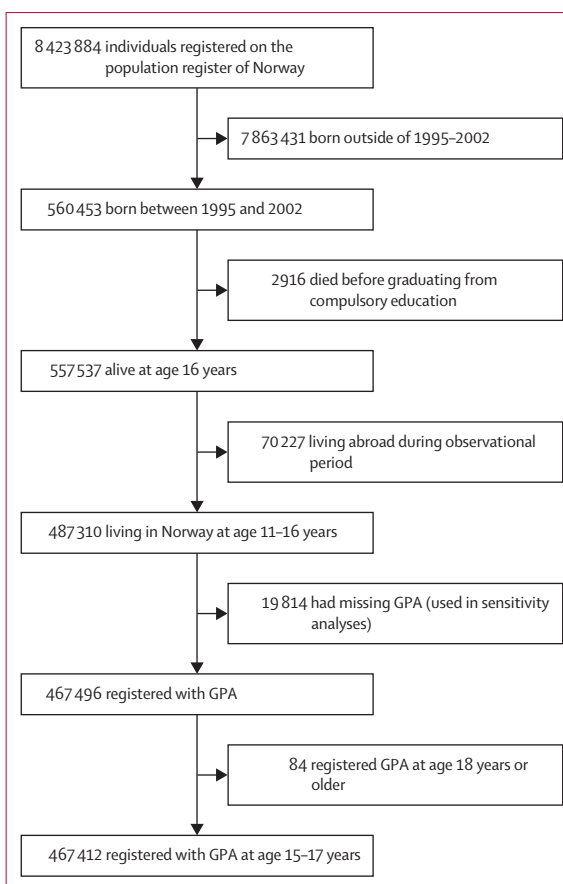 8 423 884 individuals registered on the
population register of Norway
7 863 431 born outside of 1995–2002
560 453 born between 1995 and 2002
2916 died before graduating from
compulsory education
557 537 alive at age 16 years
70 227 living abroad during observational
period
487 310 living in Norway at age 11–16 years
19 814 had missing GPA (used in sensitivity
analyses)
467 496 registered with GPA
84 registered GPA at age 18 years or
older
467 412 registered with GPA at age 15–17 years